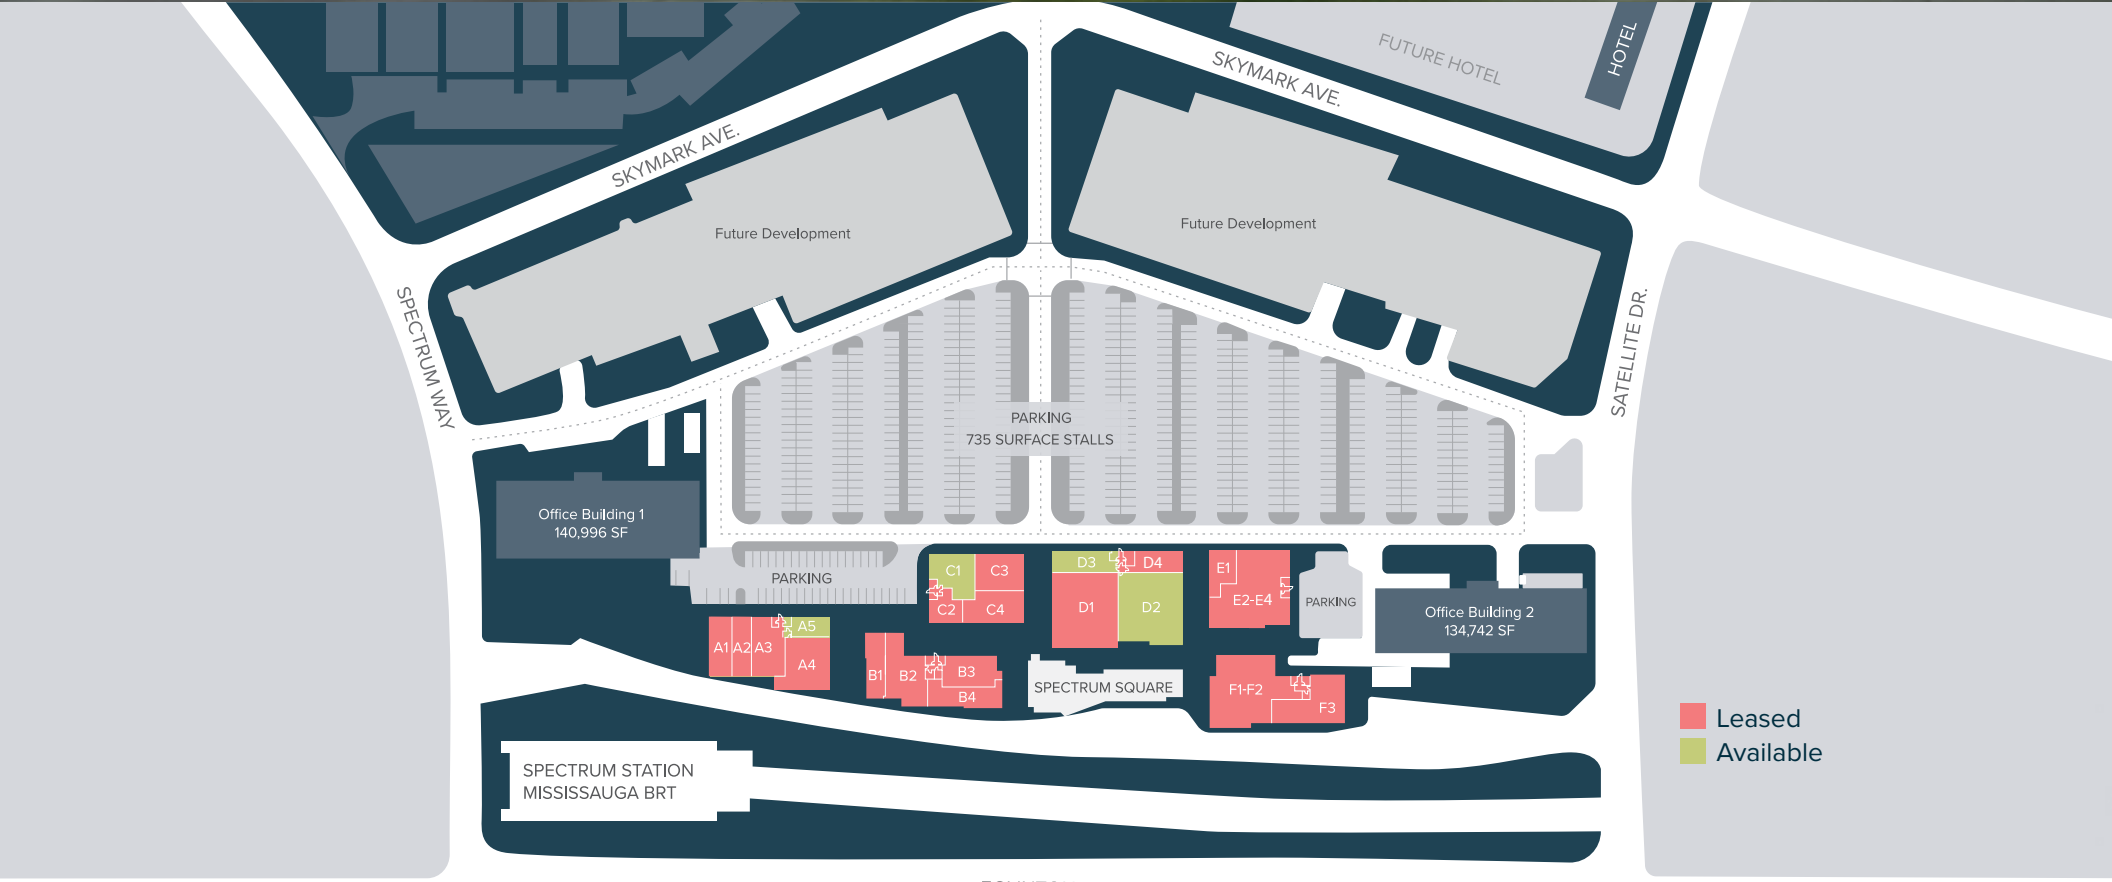 HOTEL
FUTURE HOTEL
SKYMARK AVE.
SKYMARK AVE.
Future Development
Future Development
SPECTRUM WAY
SATELLITE DR.
PARKING
735 SURFACE STALLS
Office Building 1
140,996 SF
PARKING
C1
C3
C2
C4
D3
D4
D1
D2
E1
E2-E4
PARKING
Office Building 2
134,742 SF
A1
A2
A3
A5
A4
B1
B2
B3
B4
SPECTRUM SQUARE
F1-F2
F3
Leased
Available
SPECTRUM STATION
MISSISSAUGA BRT